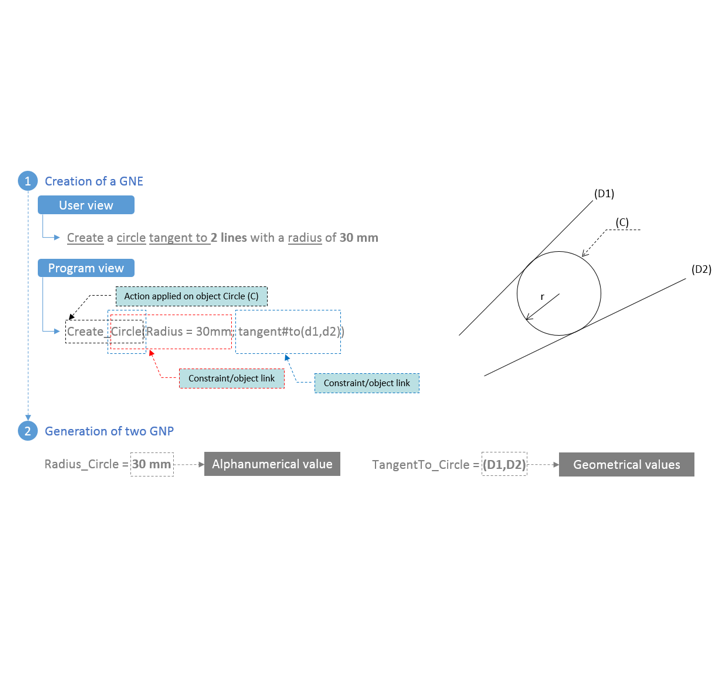 1 Creation of a GNE
User view
Create a circle tangent to 2 lines with a radius of 30 mm
Program view
Action applied on object Circle (C)
Create_Circle(Radius = 30mm, tangent#to(d1,d2))
Constraint/object link
Constraint/object link
(D1)
(C)
(D2)
r
2 Generation of two GNP
Radius_Circle = 30 mm Alphanumerical value
TangentTo_Circle = (D1,D2) Geometrical values